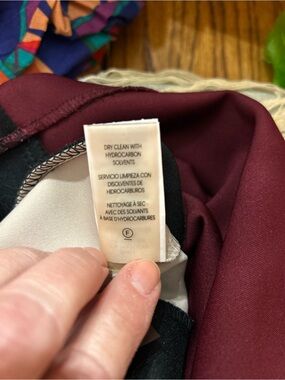 DRY CLEAN WITH
HYDROCARBON
SOLVENTS
SERVICIO LIMPIEZA CON
DISOLVENTES DE
HIDROCARBUROS
NETTOYAGE À SEC
AVEC DES SOLVANTS
À BASE D'HYDROCARBURES